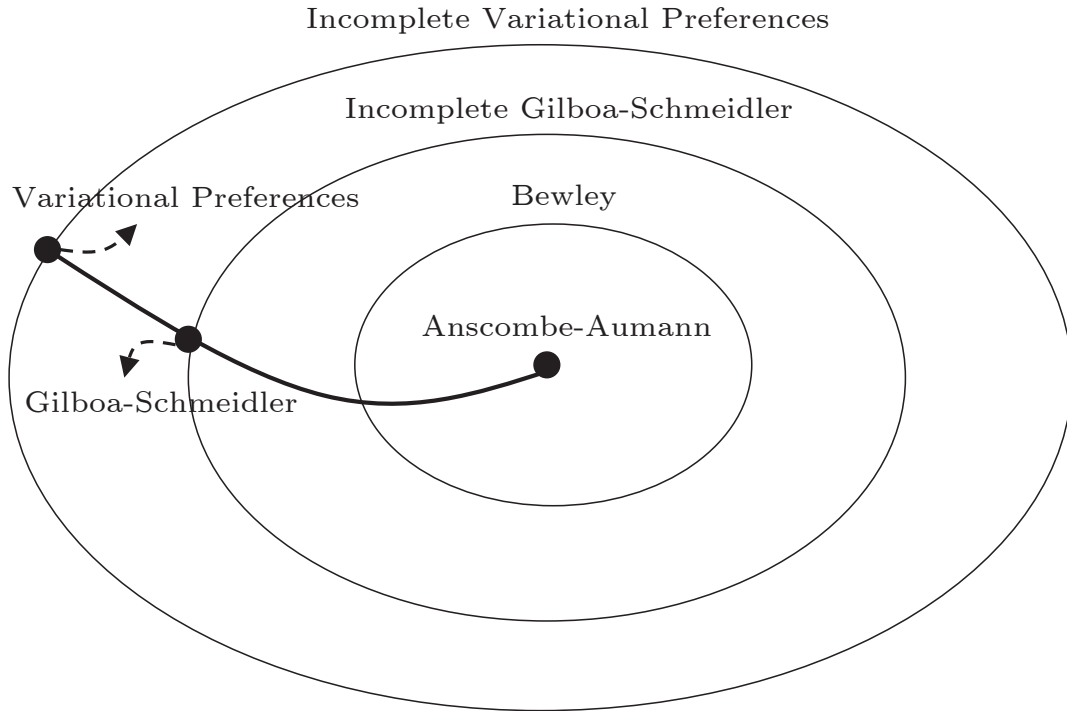 Incomplete Variational Preferences
Incomplete Gilboa-Schmeidler
Bewley
Variational Preferences
Anscombe-Aumann
Gilboa-Schmeidler